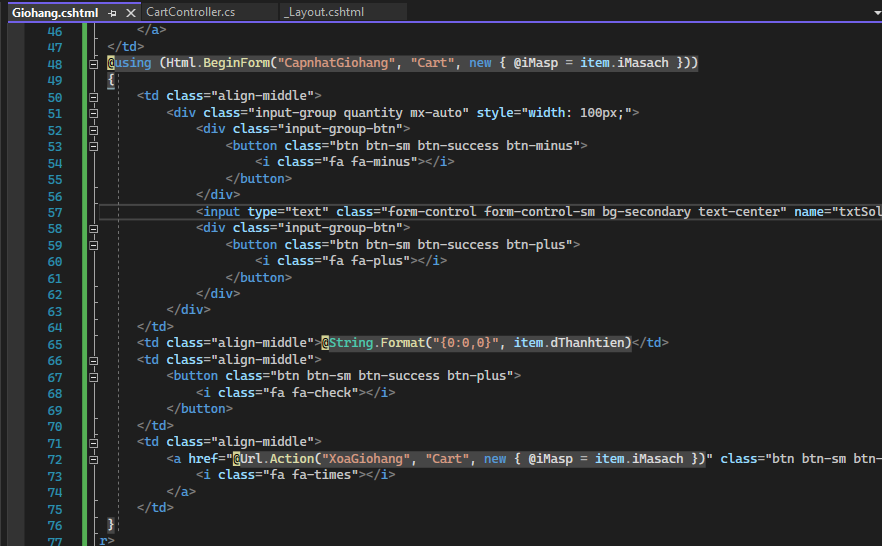 Giohang.cshtml CartController.cs _Layout.cshtml
46 </a>
47 </td>
48 @using (Html.BeginForm("CapnhatGiohang", "Cart", new { @iMasp = item.iMasach }))
49 {
50 <td class="align-middle">
51 <div class="input-group quantity mx-auto" style="width: 100px;">
52 <div class="input-group-btn">
53 <button class="btn btn-sm btn-success btn-minus">
54 <i class="fa fa-minus"></i>
55 </button>
56 </div>
57 <input type="text" class="form-control form-control-sm bg-secondary text-center" name="txtSol
58 <div class="input-group-btn">
59 <button class="btn btn-sm btn-success btn-plus">
60 <i class="fa fa-plus"></i>
61 </button>
62 </div>
63 </div>
64 </td>
65 <td class="align-middle">@String.Format("{0:0,0}", item.dThanhtien)</td>
66 <td class="align-middle">
67 <button class="btn btn-sm btn-success btn-plus">
68 <i class="fa fa-check"></i>
69 </button>
70 </td>
71 <td class="align-middle">
72 <a href="@Url.Action("XoaGiohang", "Cart", new { @iMasp = item.iMasach })" class="btn btn-sm btn-
73 <i class="fa fa-times"></i>
74 </a>
75 </td>
76 }
77 r>